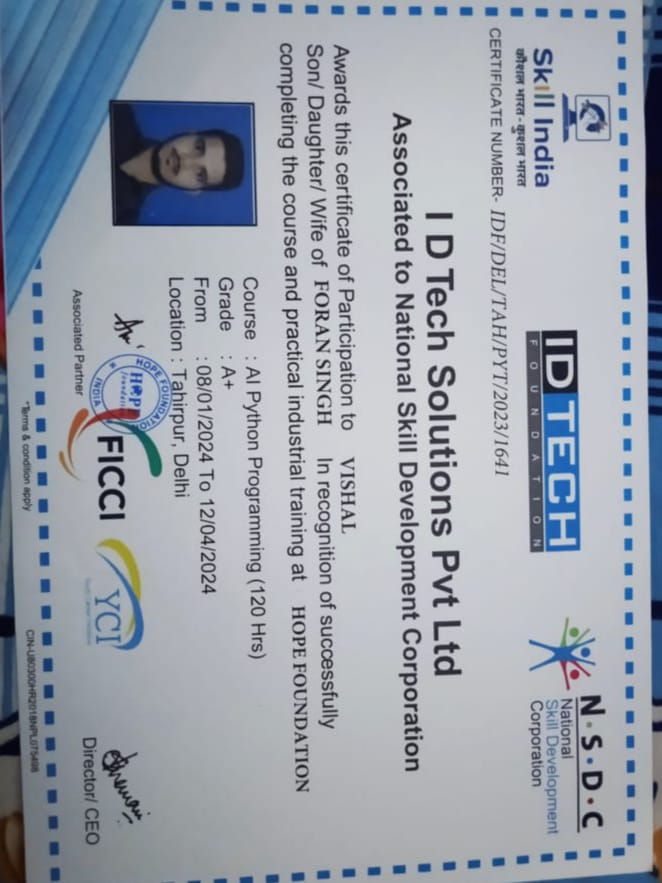 Skill India
कौशल भारत - कुशल भारत
ID TECH
FOUNDATION
N·S·D·C
National
Skill Development
Corporation
CERTIFICATE NUMBER- IDF/DEL/TAH/PYT/2023/1641
I D Tech Solutions Pvt Ltd
Associated to National Skill Development Corporation
Awards this certificate of Participation to VISHAL
Son/ Daughter/ Wife of FORAN SINGH In recognition of successfully
completing the course and practical industrial training at HOPE FOUNDATION
Course : AI Python Programming (120 Hrs)
Grade : A+
From : 08/01/2024 To 12/04/2024
Location : Tahirpur, Delhi
HOPE FOUNDATION
HOPE
Foundation
INDIA
FICCI
YCI
Associated Partner
Director/ CEO
*Terms & condition apply
CIN-U80300HR2018NPL075498